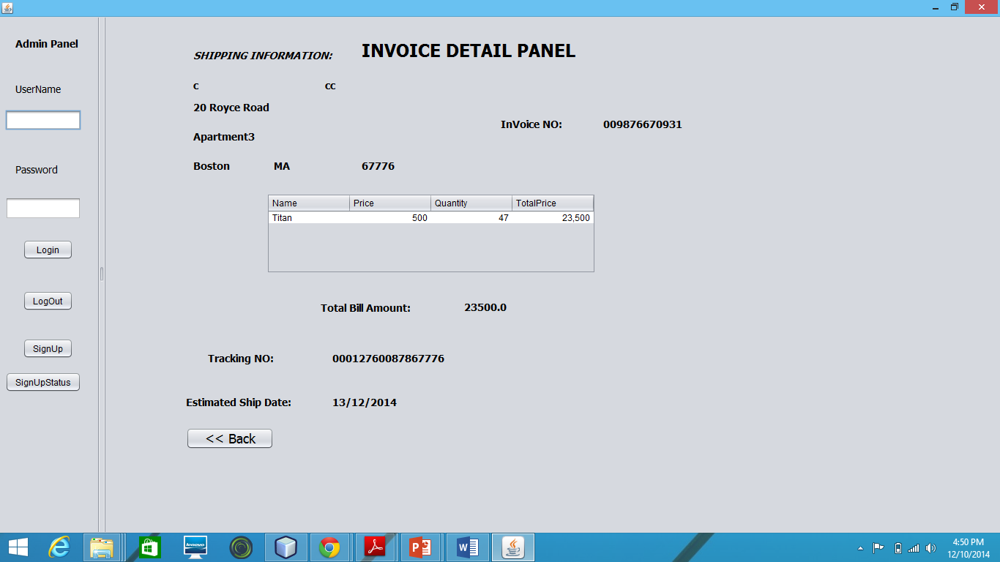 Admin Panel
UserName
Password
Login
LogOut
SignUp
SignUpStatus
SHIPPING INFORMATION: INVOICE DETAIL PANEL
c cc
20 Royce Road
InVoice NO: 009876670931
Apartment3
Boston MA 67776
Name Price Quantity TotalPrice
Titan 500 47 23,500
Total Bill Amount: 23500.0
Tracking NO: 00012760087867776
Estimated Ship Date: 13/12/2014
<< Back
lenovo
4:50 PM
12/10/2014